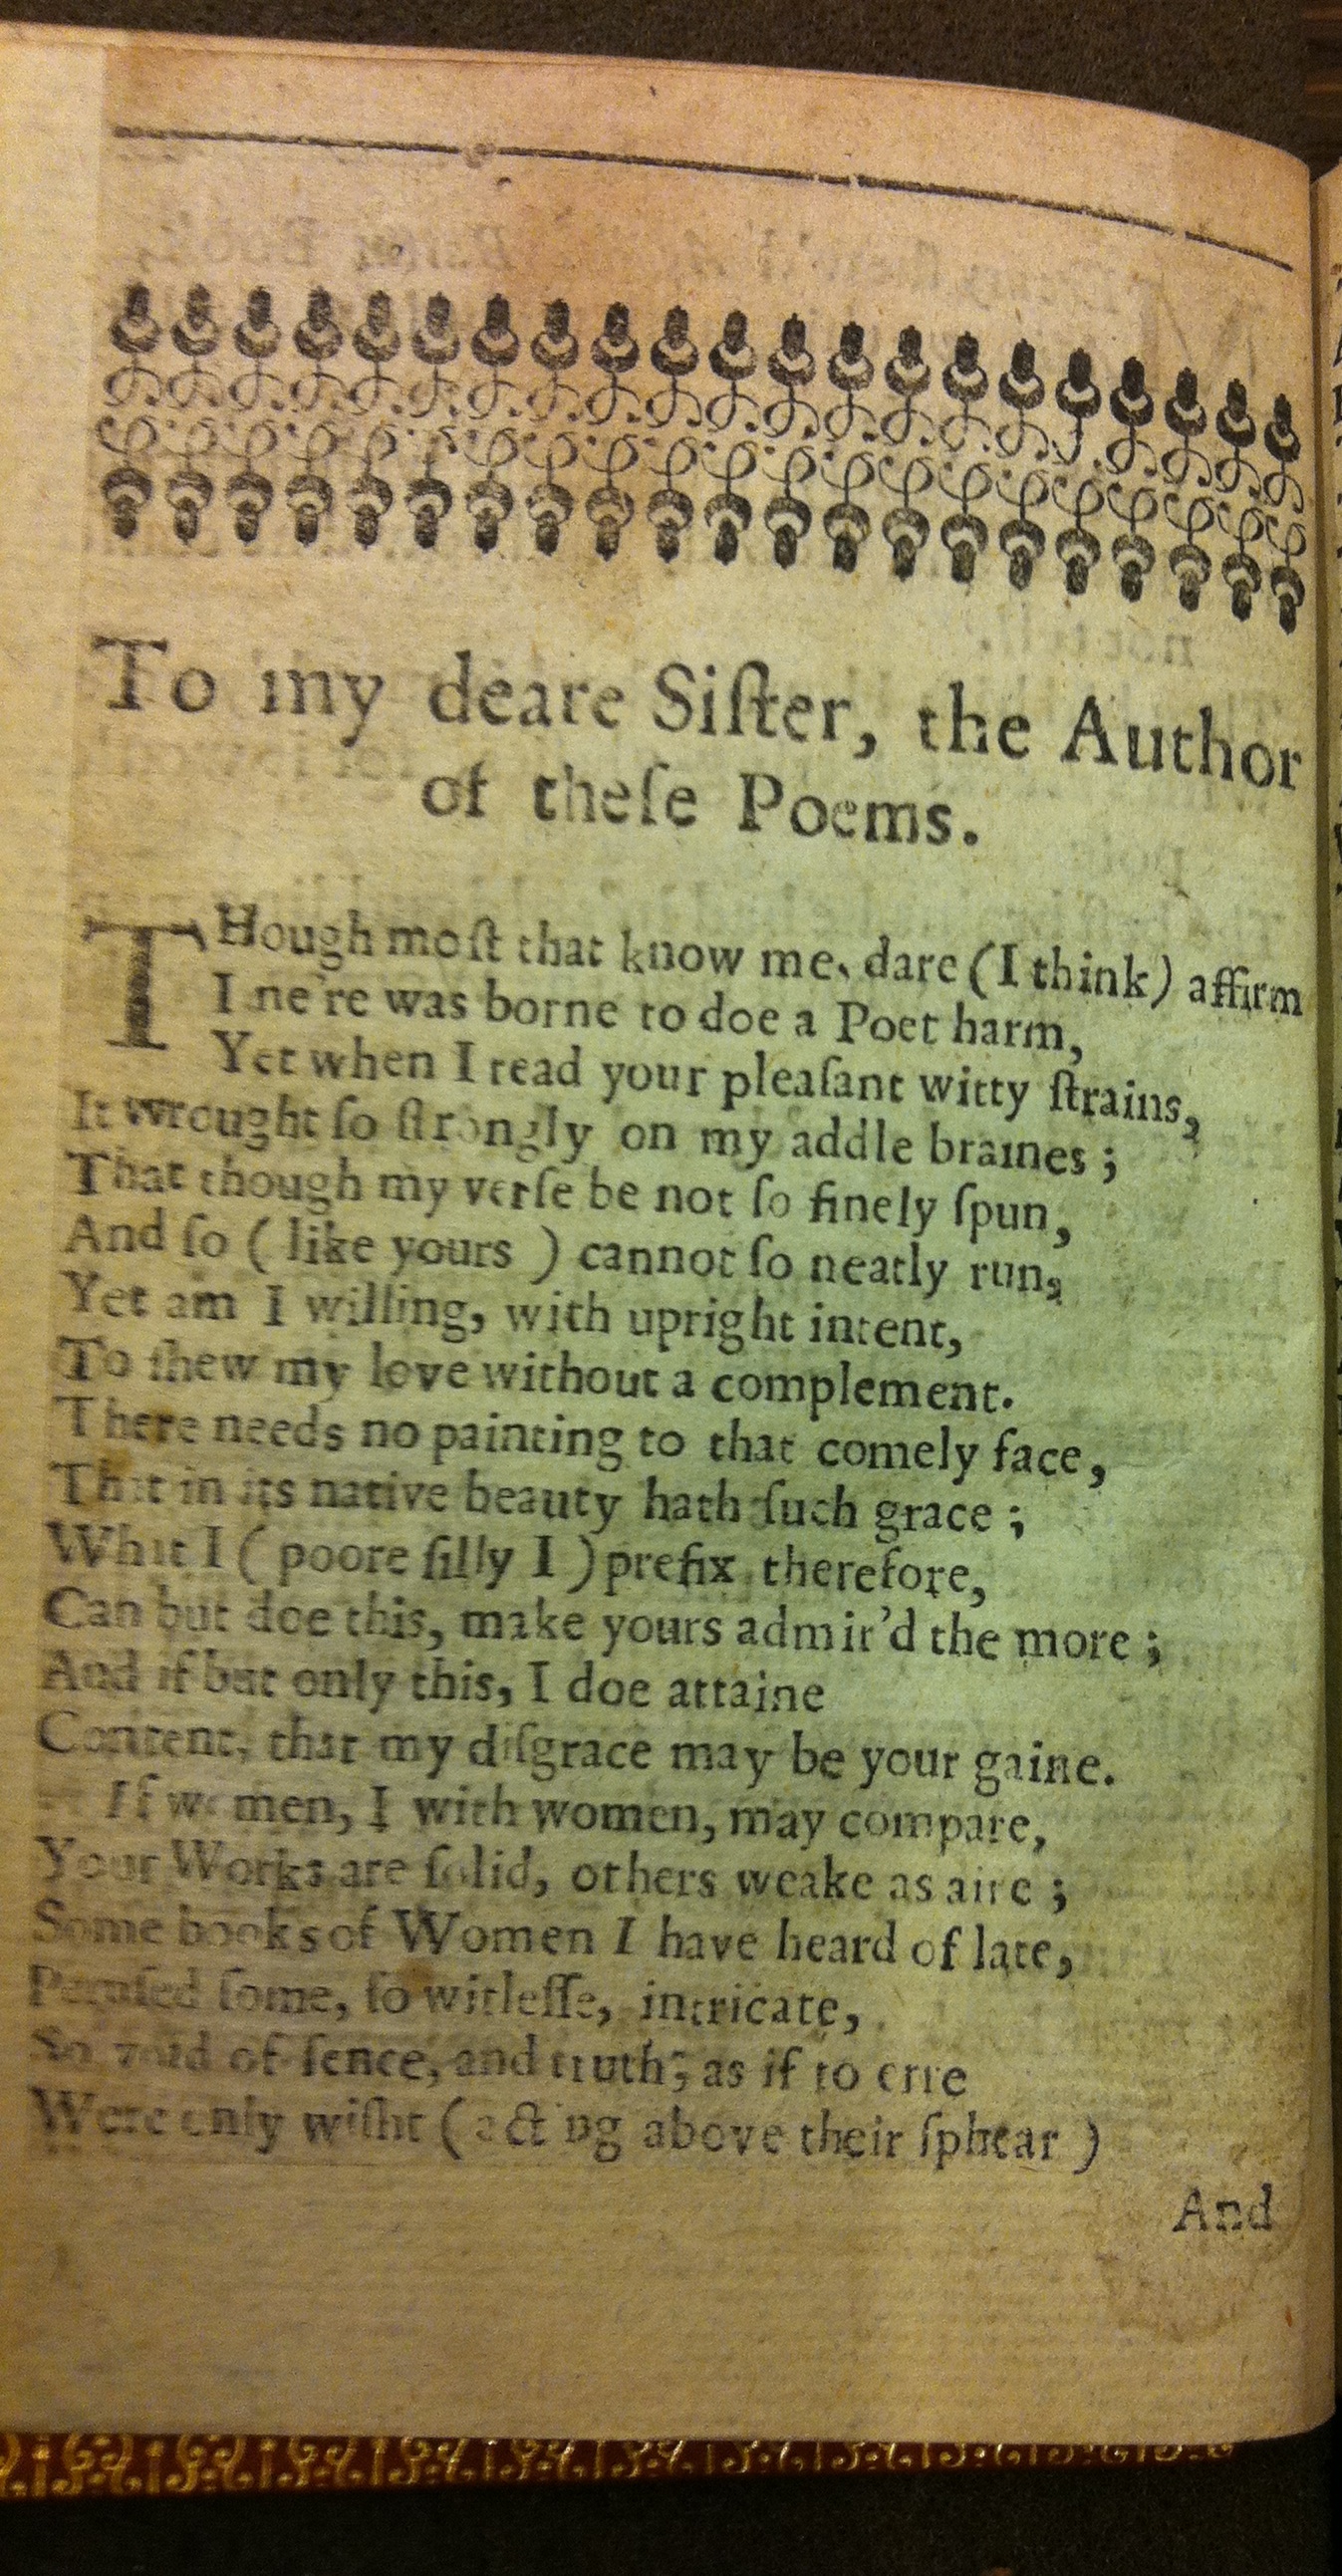 To my deare Siſter, the Author
of theſe Poems.
THough moſt that know me, dare (I think) affirm
I ne're was borne to doe a Poet harm,
Yet when I read your pleaſant witty ſtrains,
It wrought ſo ſtrongly on my addle braines ;
That though my verſe be not ſo finely ſpun,
And ſo ( like yours ) cannot ſo neatly run,
Yet am I willing, with upright intent,
To ſhew my love without a complement.
There needs no painting to that comely face,
That in its native beauty hath ſuch grace ;
What I ( poore ſilly I ) prefix therefore,
Can but doe this, make yours admir'd the more ;
And if but only this, I doe attaine
Content, that my diſgrace may be your gaine.
If women, I with women, may compare,
Your Works are ſolid, others weake as aire ;
Some books of Women I have heard of late,
Peruſed ſome, ſo witleſſe, intricate,
So void of ſence, and truth, as if to erre
Were only wiſht ( acting above their ſphear )
And